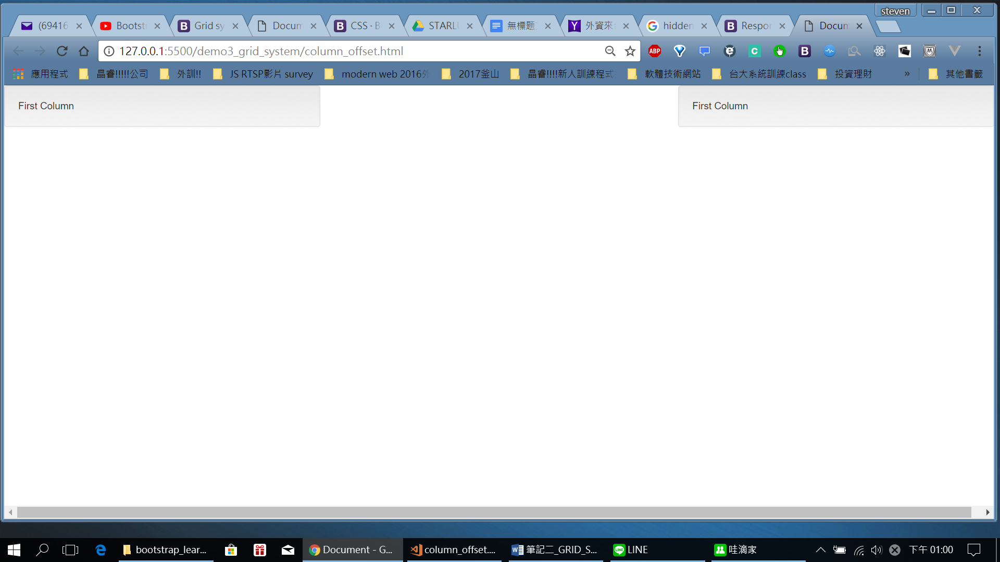 steven
(69416
Bootst
Grid sy
Docum
CSS · B
STARL
無標題
外資來
hidden
Respor
Docum
127.0.0.1:5500/demo3_grid_system/column_offset.html
ABP
應用程式
晶睿!!!!!公司
外訓!!
JS RTSP影片 survey
modern web 2016外
2017釜山
晶睿!!!!新人訓練程式
軟體技術網站
台大系統訓練class
投資理財
»
其他書籤
First Column
First Column
bootstrap_lear...
Document - G...
column_offset....
筆記二_GRID_S...
LINE
哇滴家
下午 01:00